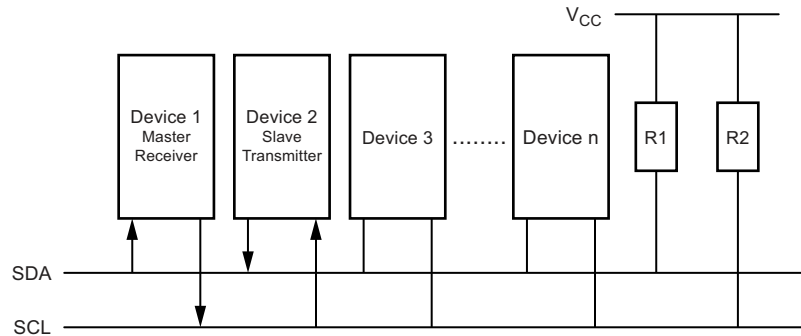 VCC
Device 1
Master
Receiver
Device 2
Slave
Transmitter
Device 3
........
Device n
R1
R2
SDA
SCL